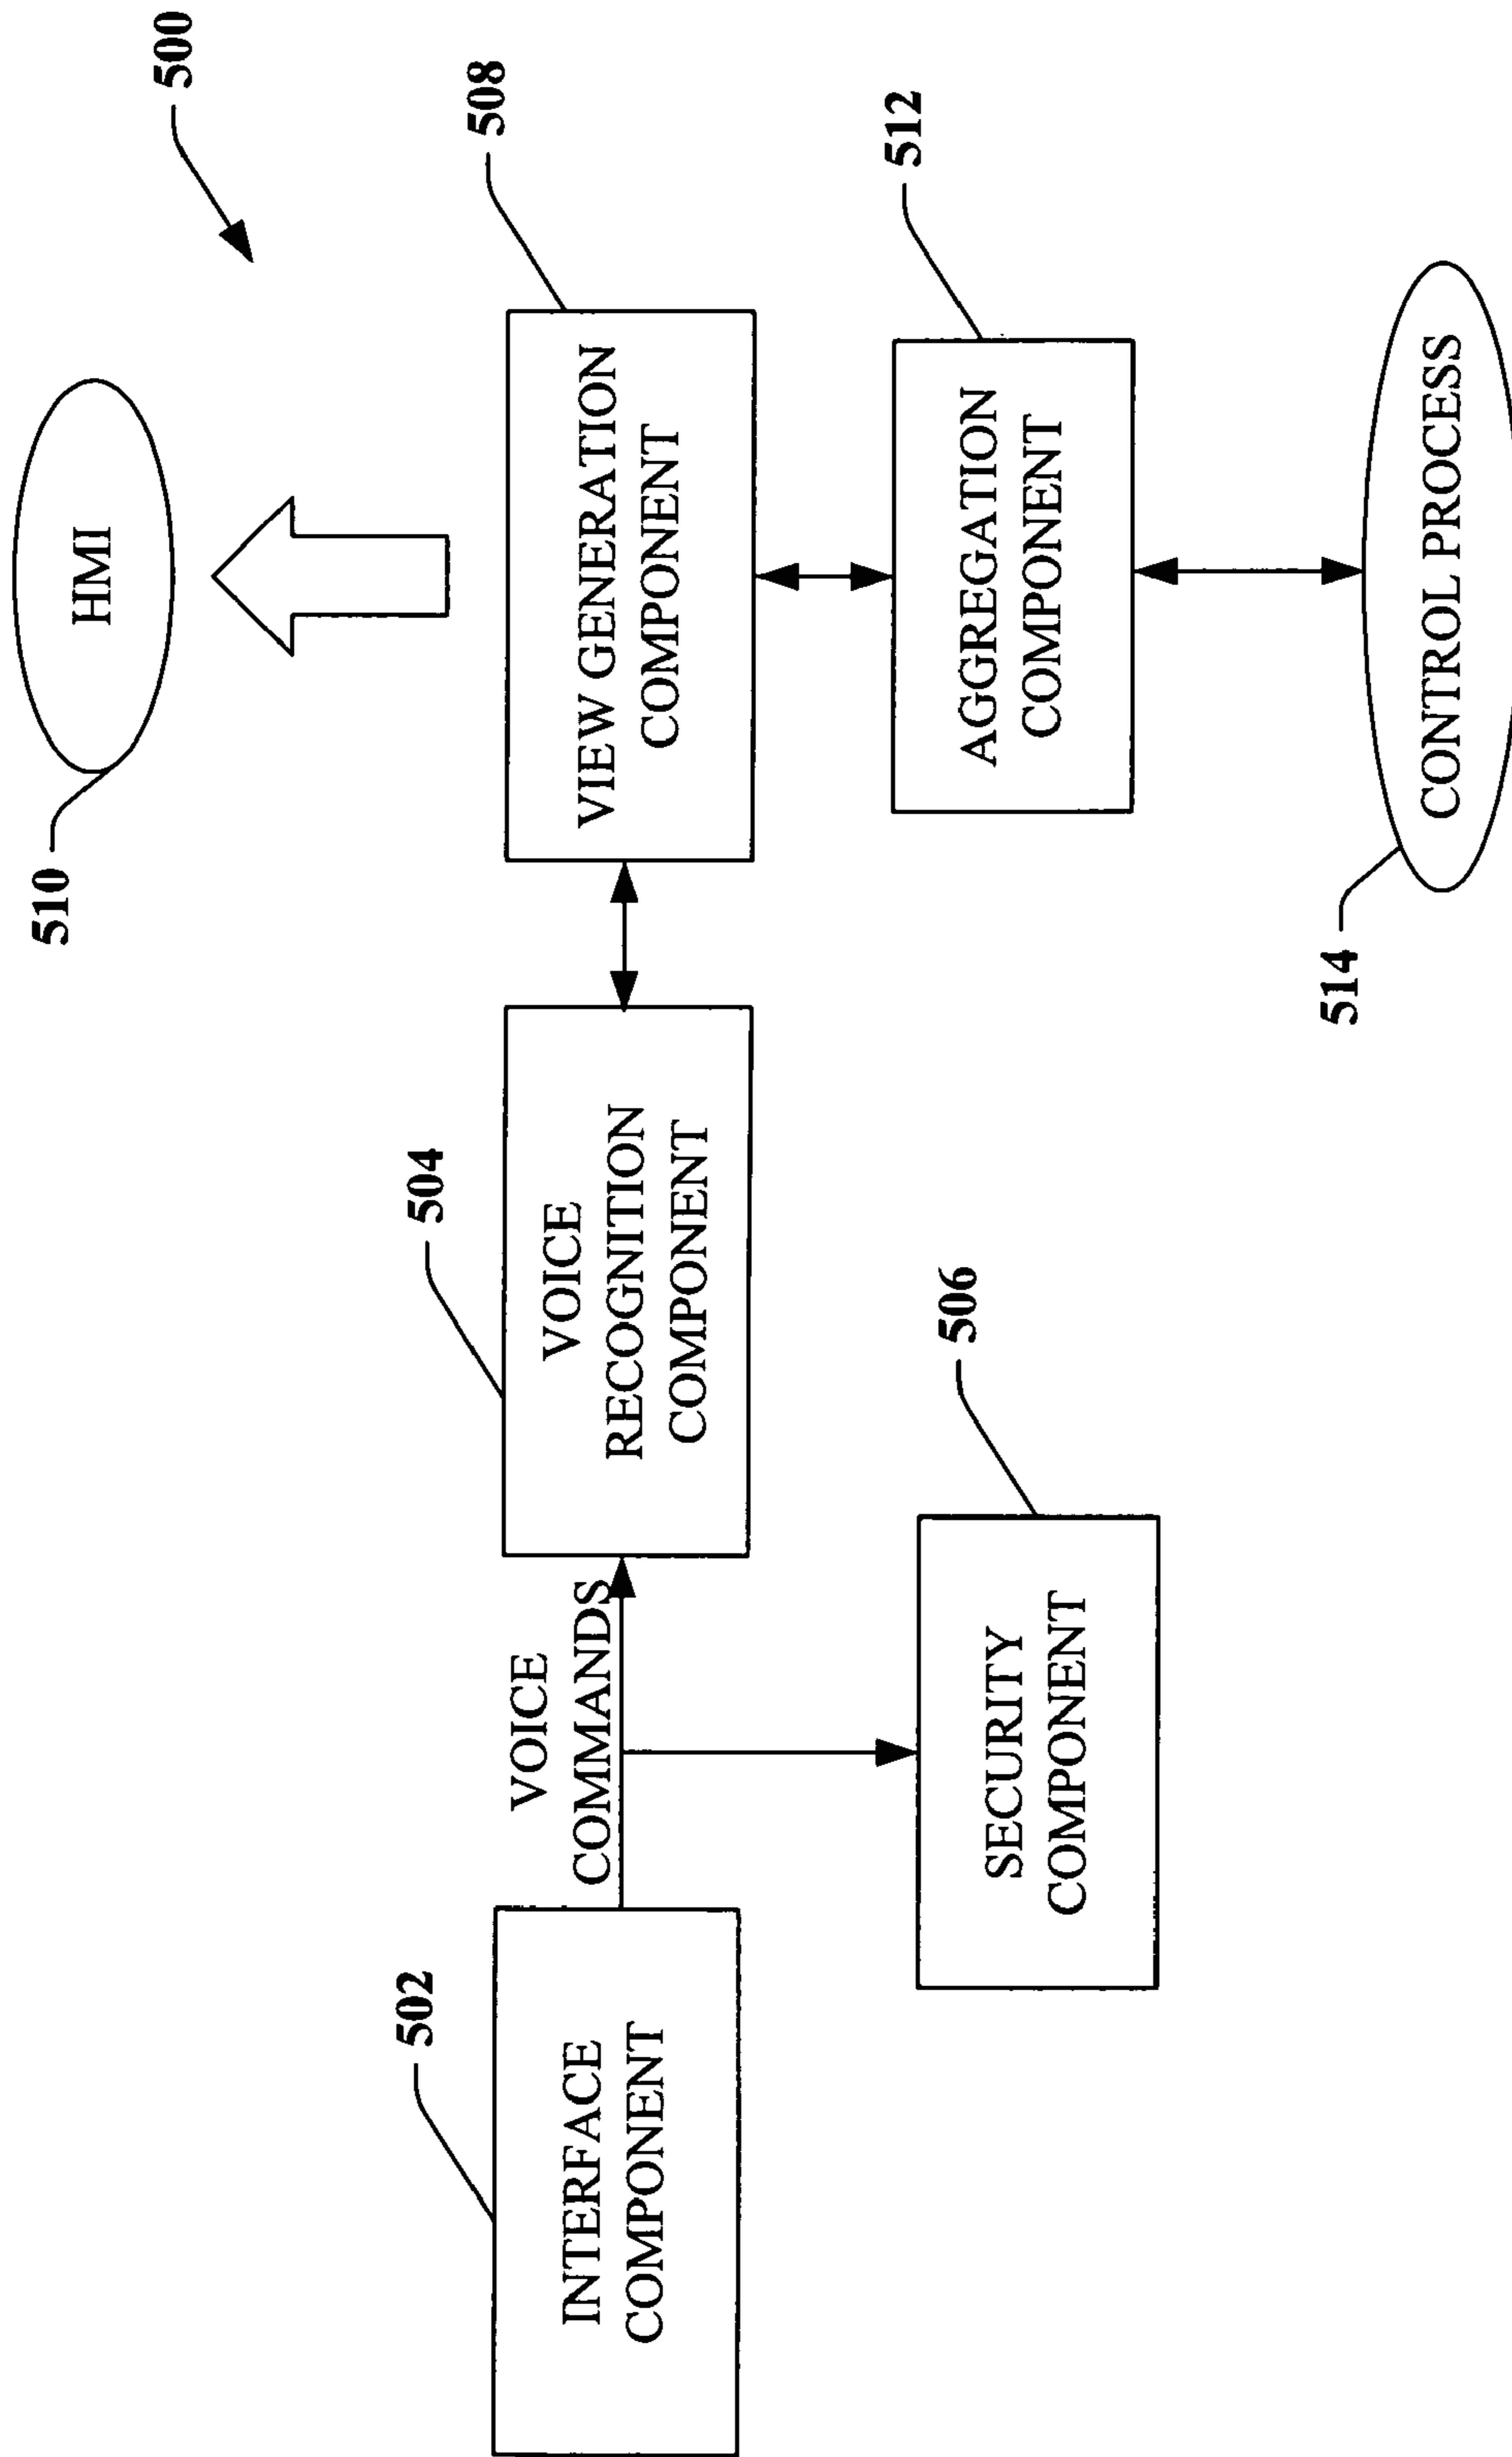 500
510
HMI
508
VIEW GENERATION
COMPONENT
504
VOICE
RECOGNITION
COMPONENT
502
INTERFACE
COMPONENT
VOICE
COMMANDS
506
SECURITY
COMPONENT
512
AGGREGATION
COMPONENT
514
CONTROL PROCESS